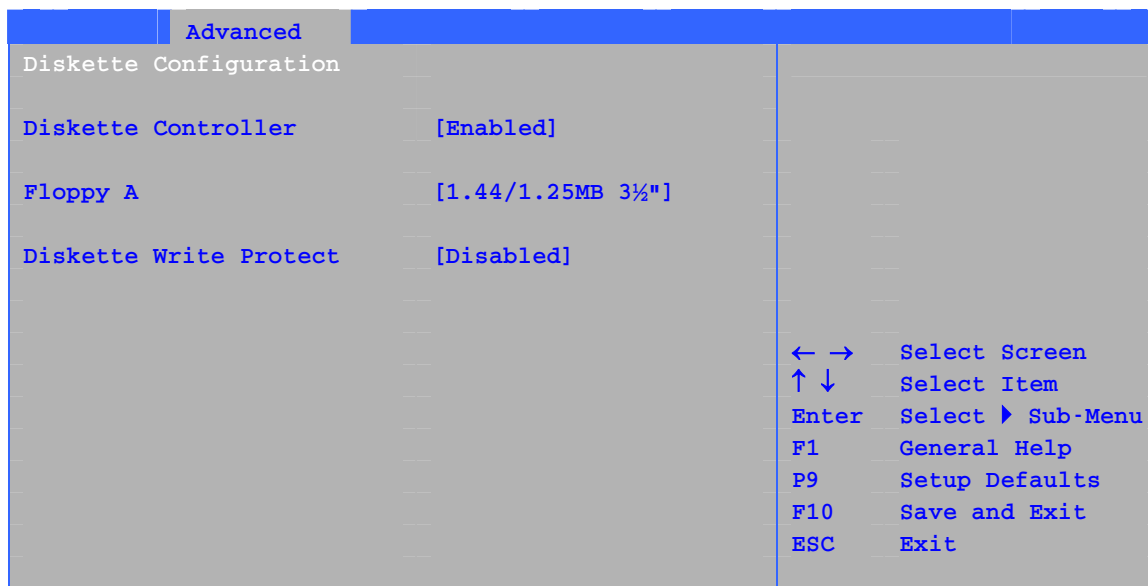 Advanced
Diskette Configuration
Diskette Controller [Enabled]
Floppy A [1.44/1.25MB 3½"]
Diskette Write Protect [Disabled]
← → Select Screen
↑ ↓ Select Item
Enter Select ▶ Sub-Menu
F1 General Help
P9 Setup Defaults
F10 Save and Exit
ESC Exit